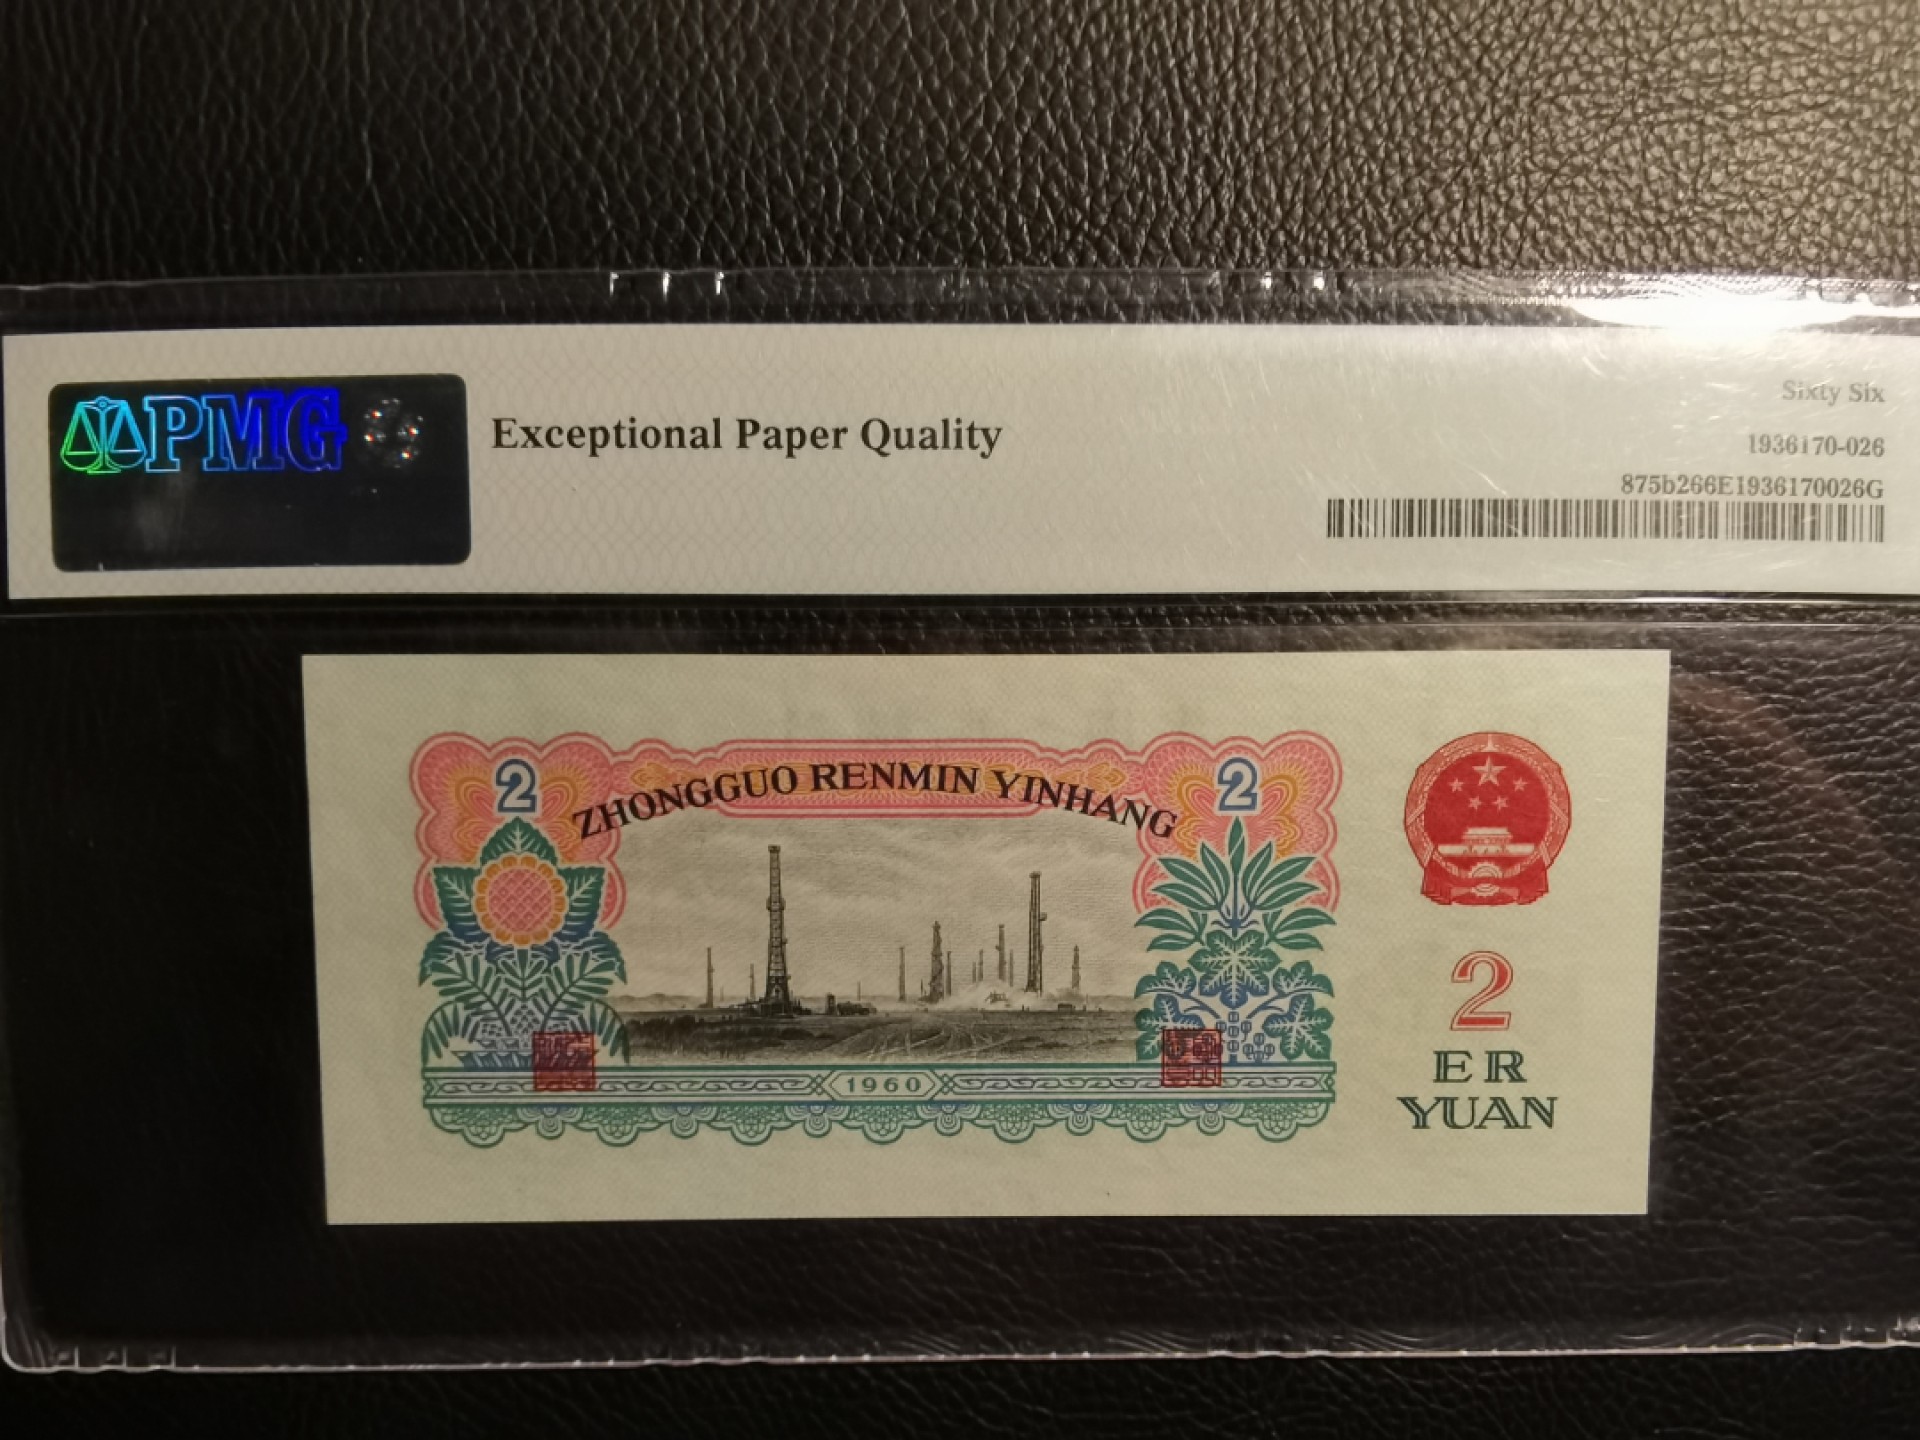 PMG
Exceptional Paper Quality
Sixty Six
1936170-026
875b266E1936170026G
2
ZHONGGUO RENMIN YINHANG
2
2
ER
YUAN
1960